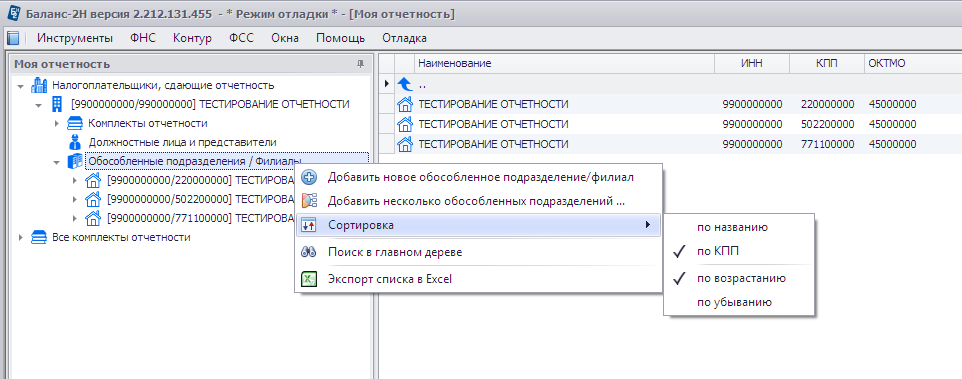 Баланс-2Н версия 2.212.131.455 - * Режим отладки * - [Моя отчетность]
Инструменты ФНС Контур ФСС Окна Помощь Отладка
Моя отчетность
Налогоплательщики, сдающие отчетность
[9900000000/990000000] ТЕСТИРОВАНИЕ ОТЧЕТНОСТИ
Комплекты отчетности
Должностные лица и представители
Обособленные подразделения / Филиалы
[9900000000/220000000] ТЕСТИРОВА
[9900000000/502200000] ТЕСТИРОВА
[9900000000/771100000] ТЕСТИРОВА
Все комплекты отчетности
Наименование ИНН КПП ОКТМО
..
ТЕСТИРОВАНИЕ ОТЧЕТНОСТИ 9900000000 220000000 45000000
ТЕСТИРОВАНИЕ ОТЧЕТНОСТИ 9900000000 502200000 45000000
ТЕСТИРОВАНИЕ ОТЧЕТНОСТИ 9900000000 771100000 45000000
Добавить новое обособленное подразделение/филиал
Добавить несколько обособленных подразделений ...
Сортировка
Поиск в главном дереве
Экспорт списка в Excel
по названию
по КПП
по возрастанию
по убыванию